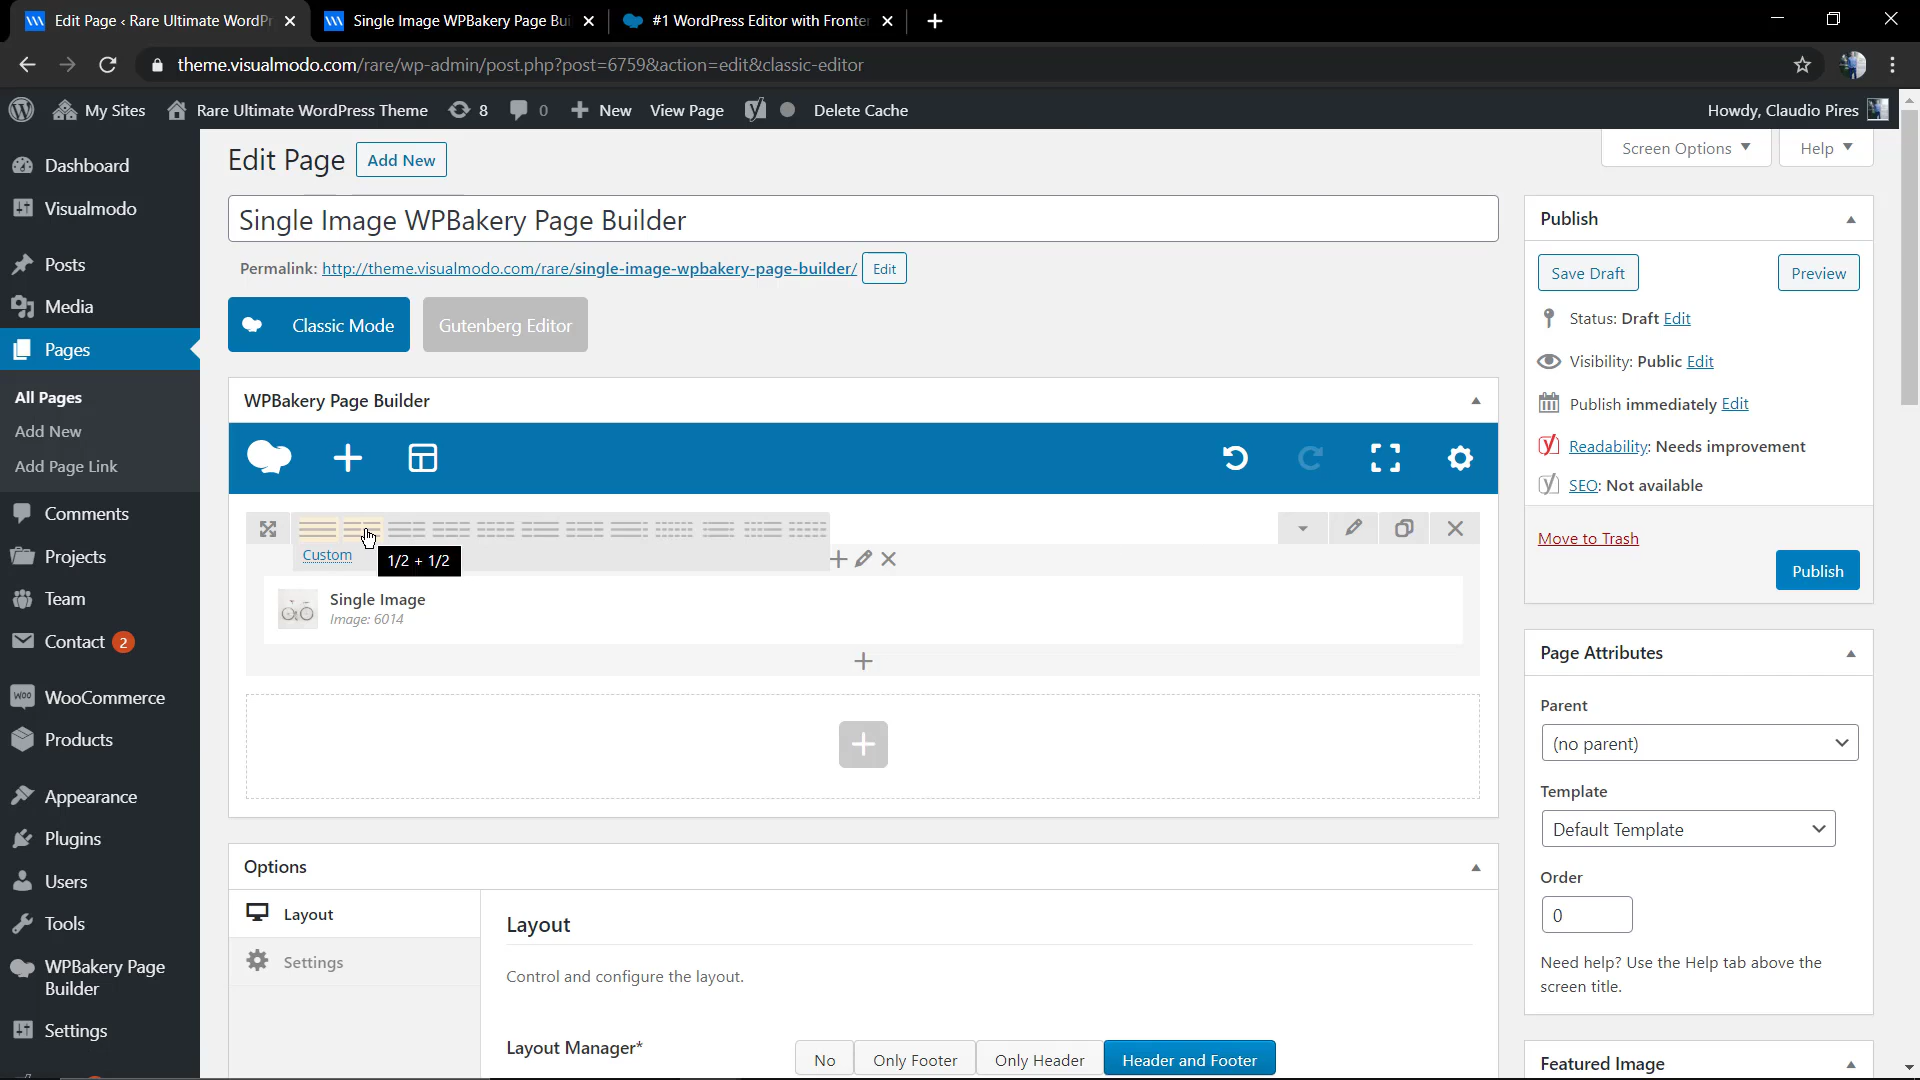 Edit Page ‹ Rare Ultimate WordPr
Single Image WPBakery Page Bui
#1 WordPress Editor with Fronten
theme.visualmodo.com/rare/wp-admin/post.php?post=6759&action=edit&classic-editor
My Sites
Rare Ultimate WordPress Theme
8
0
New
View Page
Delete Cache
Howdy, Claudio Pires
Dashboard
Visualmodo
Posts
Media
Pages
All Pages
Add New
Add Page Link
Comments
Projects
Team
Contact 2
WooCommerce
Products
Appearance
Plugins
Users
Tools
WPBakery Page
Builder
Settings
Edit Page
Add New
Screen Options
Help
Single Image WPBakery Page Builder
Permalink: http://theme.visualmodo.com/rare/single-image-wpbakery-page-builder/ Edit
Classic Mode
Gutenberg Editor
WPBakery Page Builder
Custom
1/2 + 1/2
Single Image
Image: 6014
Options
Layout
Settings
Layout
Control and configure the layout.
Layout Manager*
No
Only Footer
Only Header
Header and Footer
Publish
Save Draft
Preview
Status: Draft Edit
Visibility: Public Edit
Publish immediately Edit
Readability: Needs improvement
SEO: Not available
Move to Trash
Publish
Page Attributes
Parent
(no parent)
Template
Default Template
Order
0
Need help? Use the Help tab above the
screen title.
Featured Image